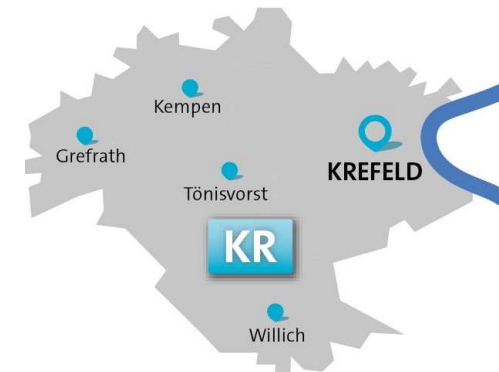 Kempen
Grefrath
KREFELD
Tönisvorst
KR
Willich